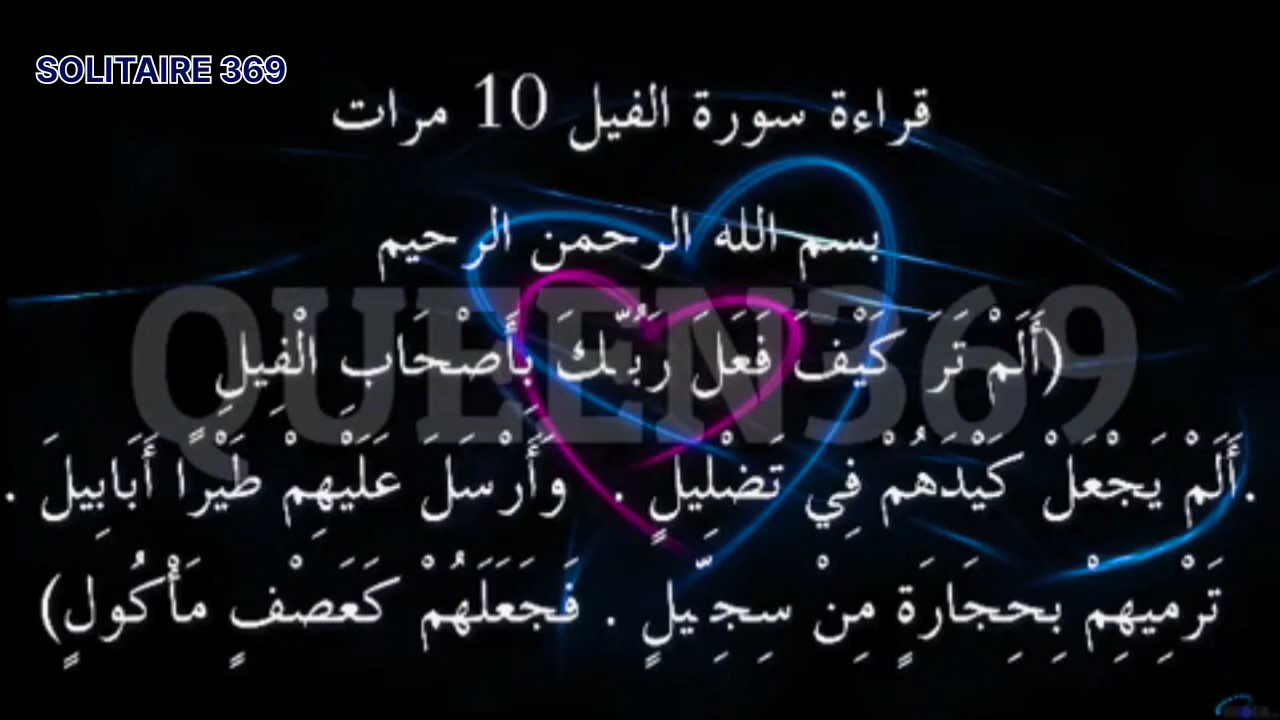 SOLITAIRE 369
قراءة سورة الفيل 10 مرات
بسم الله الرحمن الرحيم
QUEEN369
(أَلَمْ تَرَ كَيْفَ فَعَلَ رَبُّكَ بِأَصْحَابِ الْفِيلِ
.أَلَمْ يَجْعَلْ كَيْدَهُمْ فِي تَضْلِيلٍ . وَأَرْسَلَ عَلَيْهِمْ طَيْرًا أَبَابِيلَ .
تَرْمِيهِمْ بِحِجَارَةٍ مِنْ سِجِّيلٍ . فَجَعَلَهُمْ كَعَصْفٍ مَأْكُولٍ)